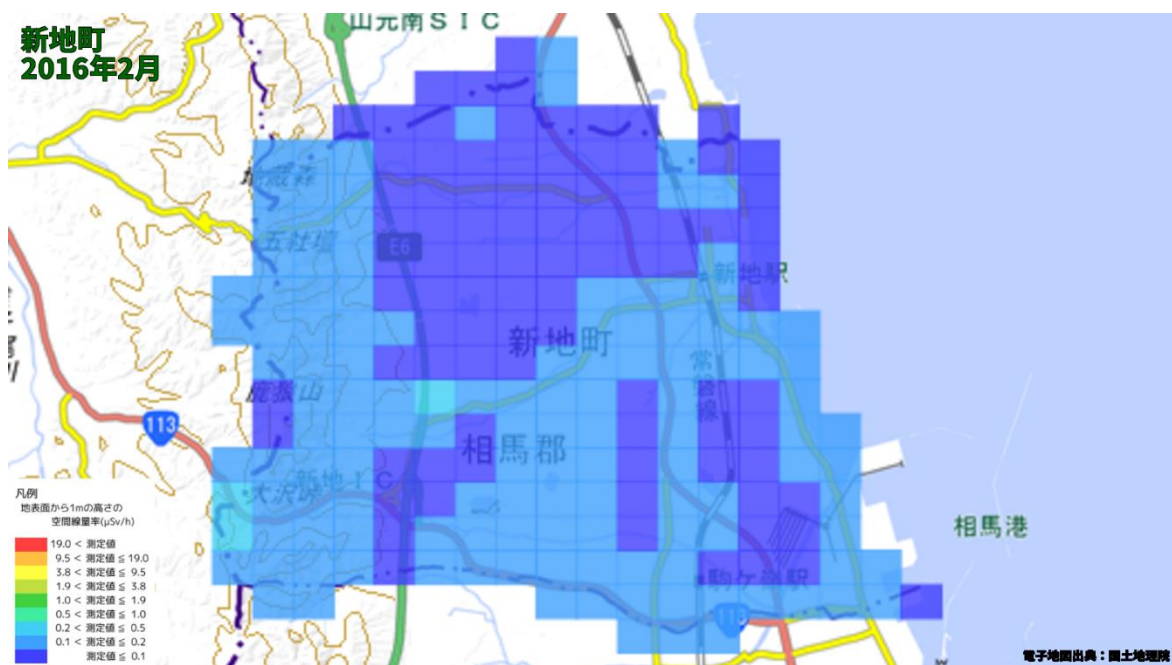 新地町
2016年2月
山元南ＳＩＣ
地蔵森
五社壇
E6
新地駅
新地町
常磐線
鹿狼山
113
相馬郡
新地ＩＣ
大沢峠
相馬港
駒ケ嶺駅
113
凡例
地表面から1mの高さの
空間線量率(μSv/h)
19.0 < 測定値
9.5 < 測定値 ≤ 19.0
3.8 < 測定値 ≤ 9.5
1.9 < 測定値 ≤ 3.8
1.0 < 測定値 ≤ 1.9
0.5 < 測定値 ≤ 1.0
0.2 < 測定値 ≤ 0.5
0.1 < 測定値 ≤ 0.2
測定値 ≤ 0.1
電子地図出典：国土地理院